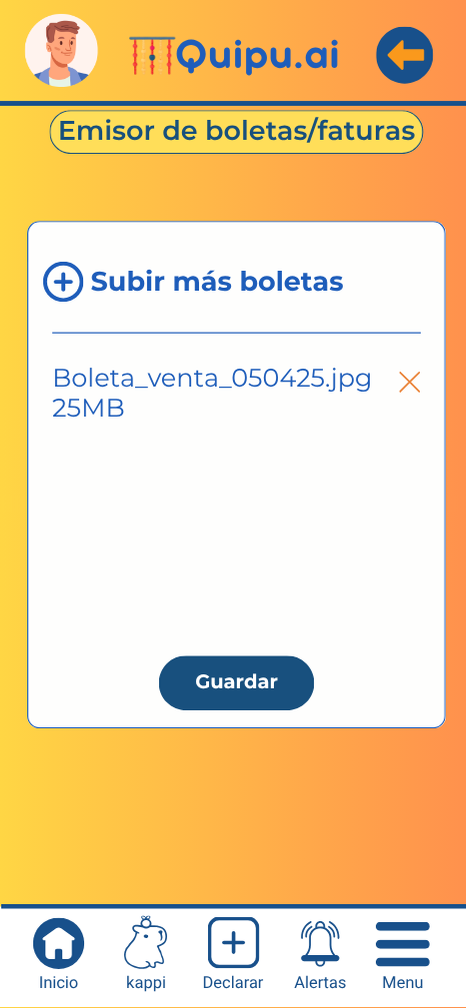 Quipu.ai
Emisor de boletas/faturas
Subir más boletas
Boleta_venta_050425.jpg
25MB
Guardar
Inicio
kappi
Declarar
Alertas
Menu